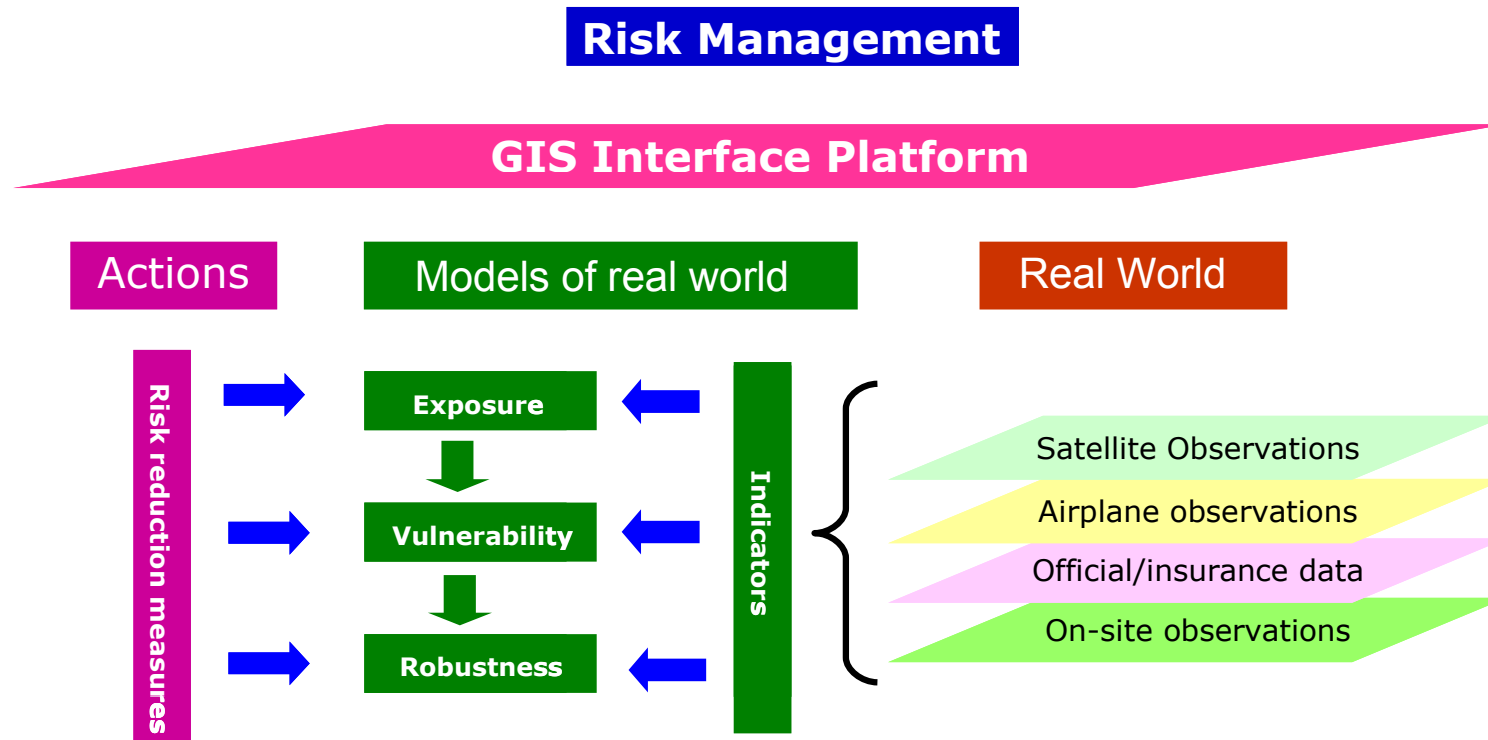 Risk Management
GIS Interface Platform
Actions
Models of real world
Real World
Risk reduction measures
Exposure
Vulnerability
Robustness
Indicators
Satellite Observations
Airplane observations
Official/insurance data
On-site observations